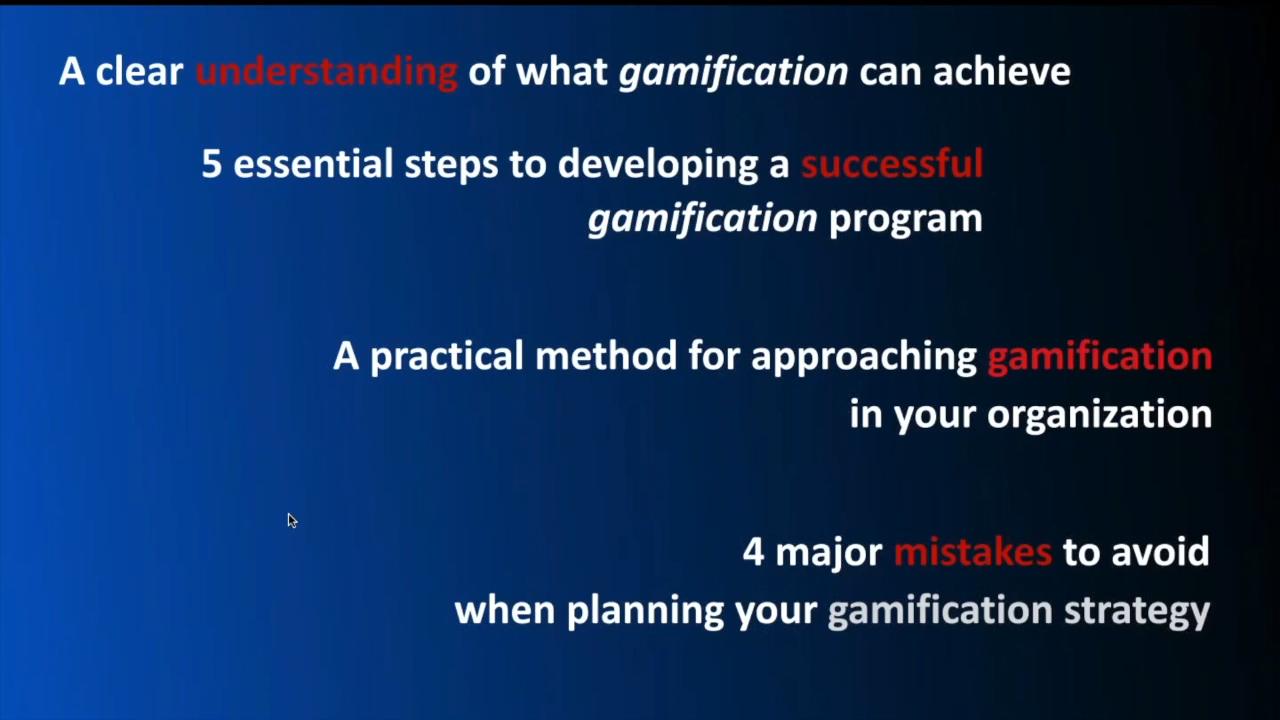 A clear understanding of what gamification can achieve
5 essential steps to developing a successful
gamification program
A practical method for approaching gamification
in your organization
4 major mistakes to avoid
when planning your gamification strategy